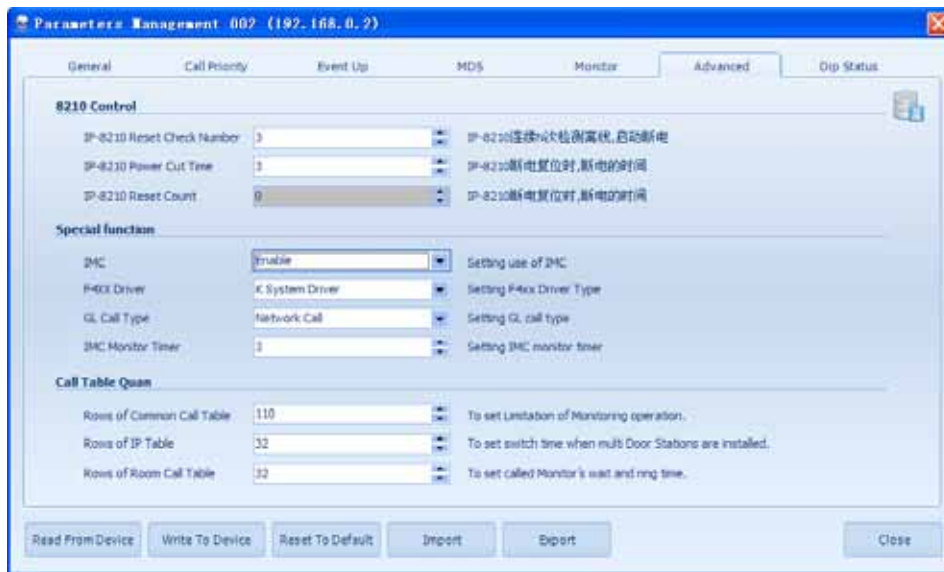 Parameters Management 002 (192.168.0.2)
General Call Priority Event Up MDS Monitor Advanced Dip Status
8210 Control
IP-8210 Reset Check Number 3 IP-8210连续N次检测离线,启动断电
IP-8210 Power Cut Time 3 IP-8210断电复位时,断电的时间
IP-8210 Reset Count 0 IP-8210断电复位时,断电的时间
Special function
IMC Enable Setting use of IMC
F4XX Driver K System Driver Setting F4xx Driver Type
GL Call Type Network Call Setting GL call type
IMC Monitor Timer 3 Setting IMC monitor timer
Call Table Quan
Rows of Common Call Table 110 To set Limitation of Monitoring operation.
Rows of IP Table 32 To set switch time when multi Door Stations are installed.
Rows of Room Call Table 32 To set called Monitor's wait and ring time.
Read From Device Write To Device Reset To Default Import Export Close